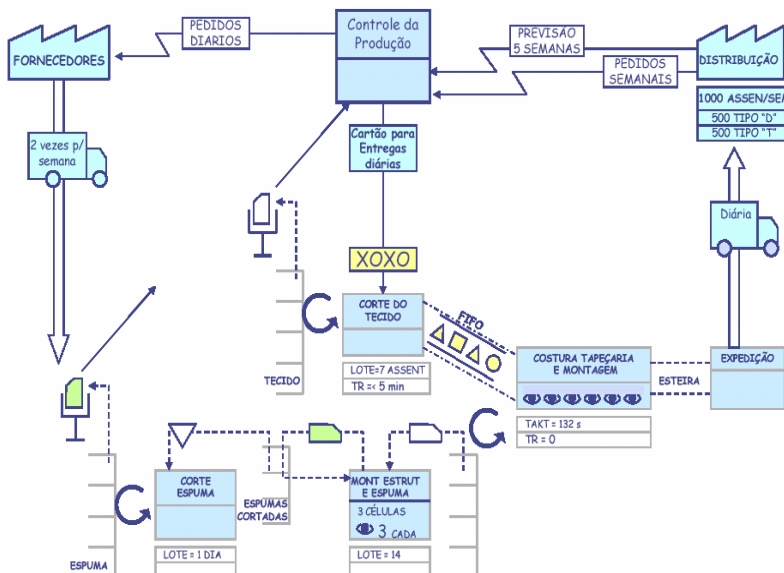 PEDIDOS
DIARIOS
Controle da
Produção
PREVISÃO
5 SEMANAS
PEDIDOS
SEMANAIS
FORNECEDORES
DISTRIBUIÇÃO
1000 ASSEN/SE
500 TIPO "D"
500 TIPO "T"
2 vezes p/
semana
Cartão para
Entregas
diárias
Diária
XOXO
CORTE DO
TECIDO
FIFO
LOTE=7 ASSENT
TR =< 5 min
TECIDO
COSTURA TAPEÇARIA
E MONTAGEM
ESTEIRA
EXPEDIÇÃO
TAKT = 132 s
TR = 0
CORTE
ESPUMA
LOTE = 1 DIA
ESPUMA
ESPUMAS
CORTADAS
MONT ESTRUT
E ESPUMA
3 CÉLULAS
3 CADA
LOTE = 14